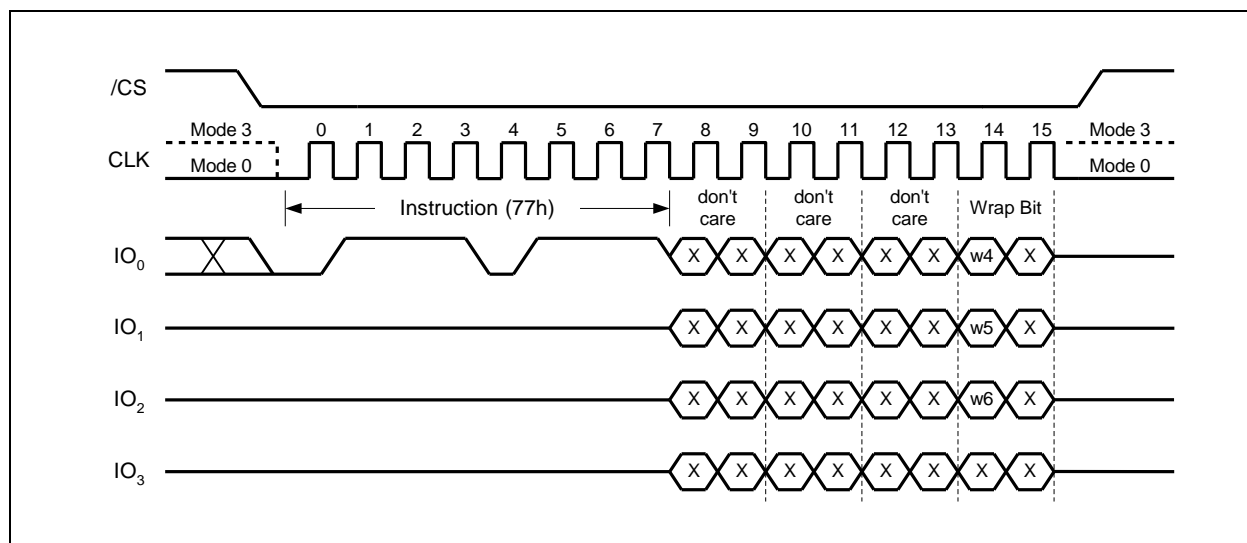 /CS
Mode 3 0 1 2 3 4 5 6 7 8 9 10 11 12 13 14 15 Mode 3
CLK Mode 0 Mode 0
Instruction (77h) don't care don't care don't care Wrap Bit
IO0 X X X X X X w4 X
IO1 X X X X X X w5 X
IO2 X X X X X X w6 X
IO3 X X X X X X X X